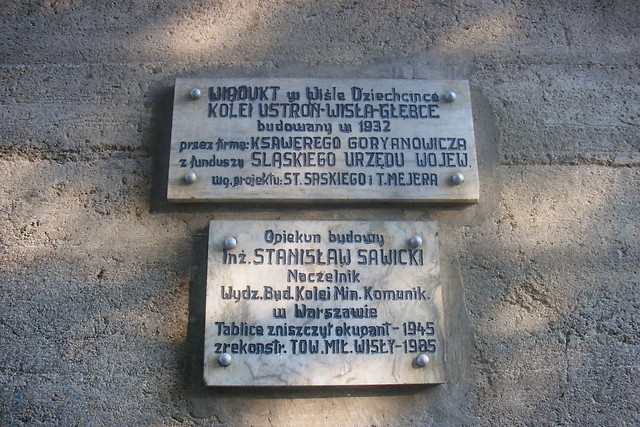 WIADUKT w Wiśle Dziechcince
KOLEI USTROŃ-WISŁA-GŁĘBCE
budowany w 1932
przez firmę: KSAWEREGO GORYANOWICZA
z funduszy ŚLĄSKIEGO URZĘDU WOJEW.
wg. projektu: ST. SASKIEGO i T. MEJERA
Opiekun budowy
Inż. STANISŁAW SAWICKI
Naczelnik
Wydz. Bud. Kolei Min. Komunik.
w Warszawie
Tablice zniszczył okupant - 1945
zrekonstr. TOW. MIŁ. WISŁY - 1985